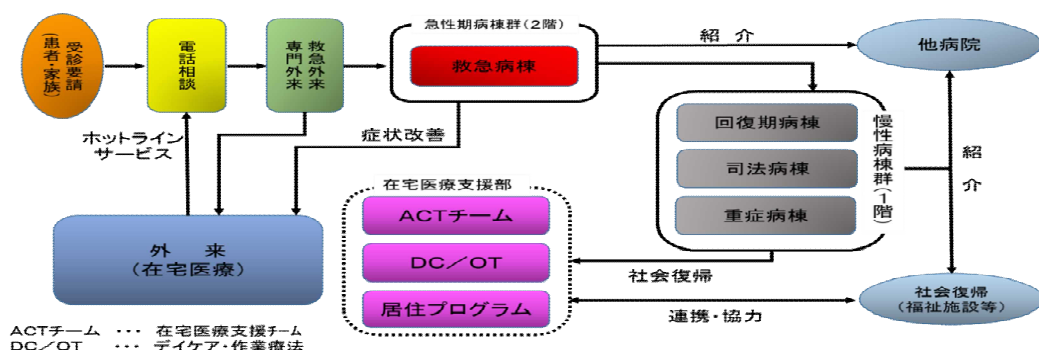 受診要請
(患者・家族)
電話相談
救急外来
専門外来
急性期病棟群(2階)
救急病棟
紹 介
他病院
ホットライン
サービス
症状改善
回復期病棟
司法病棟
重症病棟
慢性病棟群(1階)
紹 介
在宅医療支援部
ACTチーム
DC/OT
居住プログラム
外 来
(在宅医療)
社会復帰
連携・協力
社会復帰
(福祉施設等)
ACTチーム ・・・ 在宅医療支援チーム
DC/OT ・・・ デイケア・作業療法